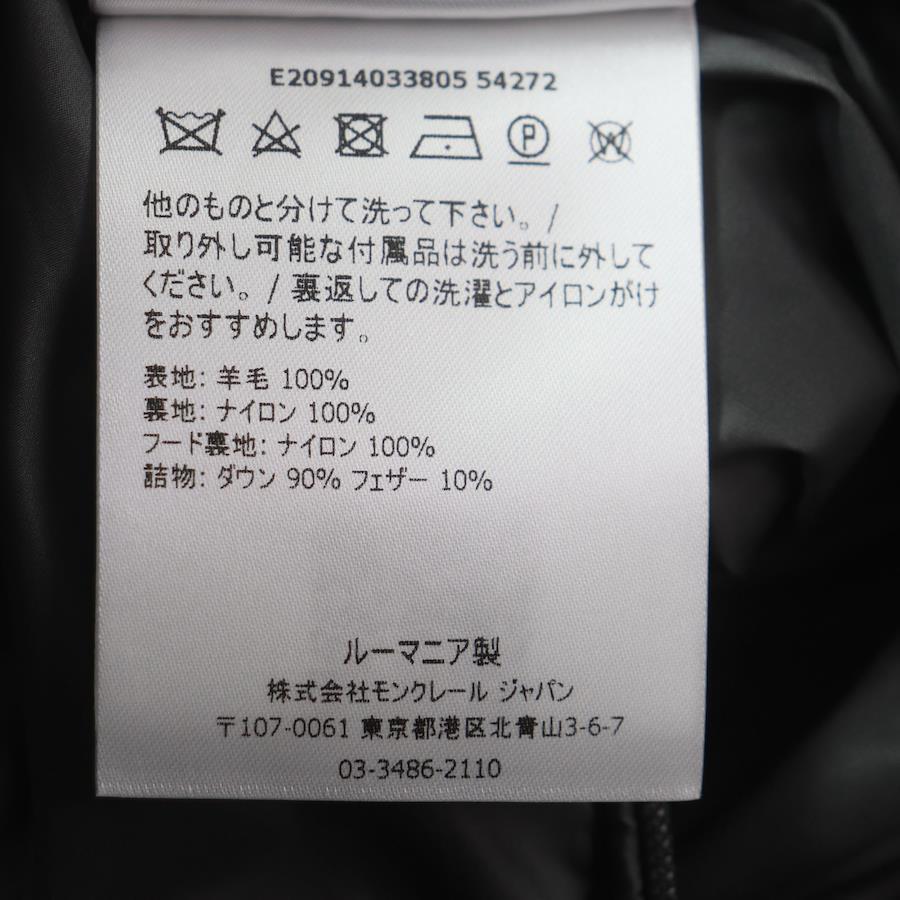 E20914033805 54272
P
W
他のものと分けて洗って下さい。/
取り外し可能な付属品は洗う前に外して
ください。/ 裏返しての洗濯とアイロンがけ
をおすすめします。
表地: 羊毛 100%
裏地: ナイロン 100%
フード裏地: ナイロン 100%
詰物: ダウン 90% フェザー 10%
ルーマニア製
株式会社モンクレール ジャパン
〒107-0061 東京都港区北青山3-6-7
03-3486-2110